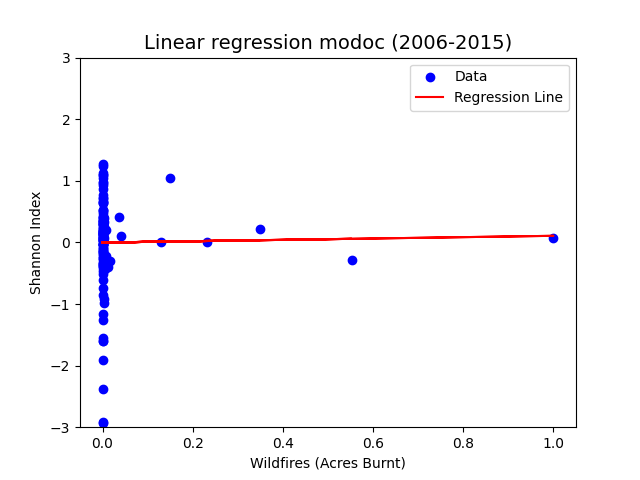 Linear regression modoc (2006-2015)
Data
Regression Line
3
2
1
0
−1
−2
−3
Shannon Index
0.0 0.2 0.4 0.6 0.8 1.0
Wildfires (Acres Burnt)